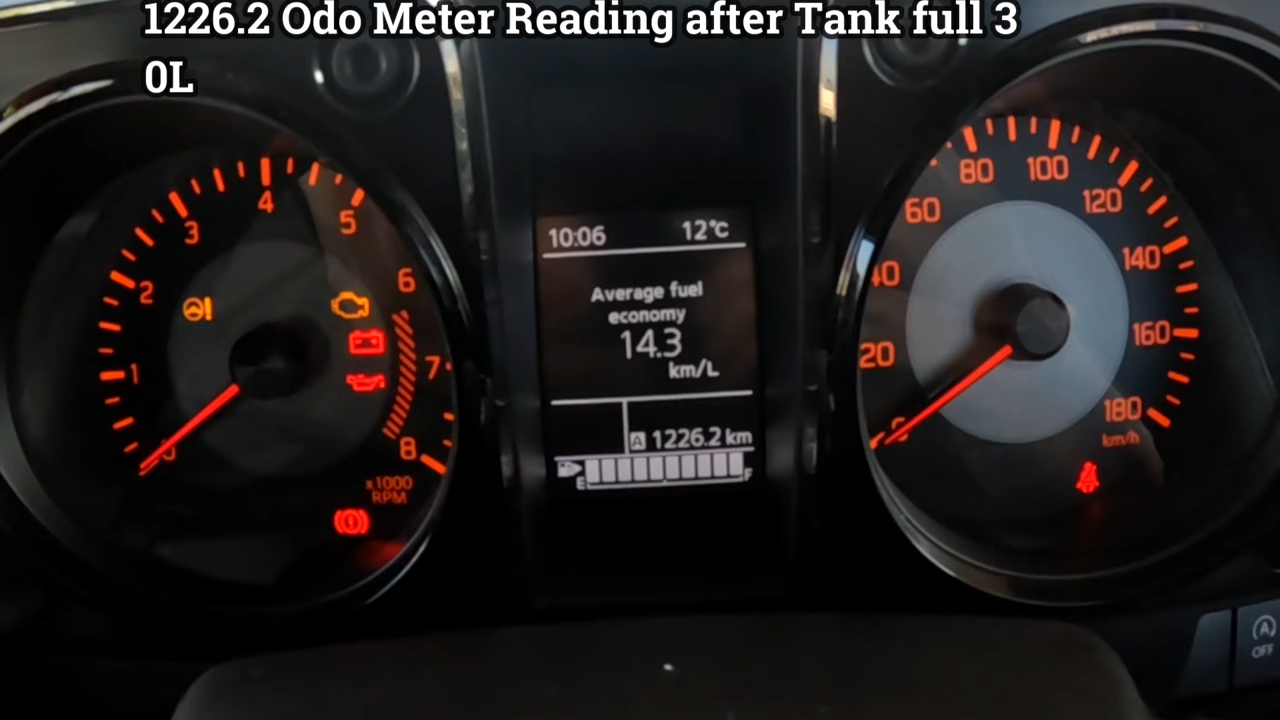 1226.2 Odo Meter Reading after Tank full 3
0L
10:06 12°C
Average fuel
economy
14.3
km/L
A 1226.2 km
E F
0 1 2 3 4 5 6 7 8
x1000
RPM
0 20 40 60 80 100 120 140 160 180
km/h
A
OFF